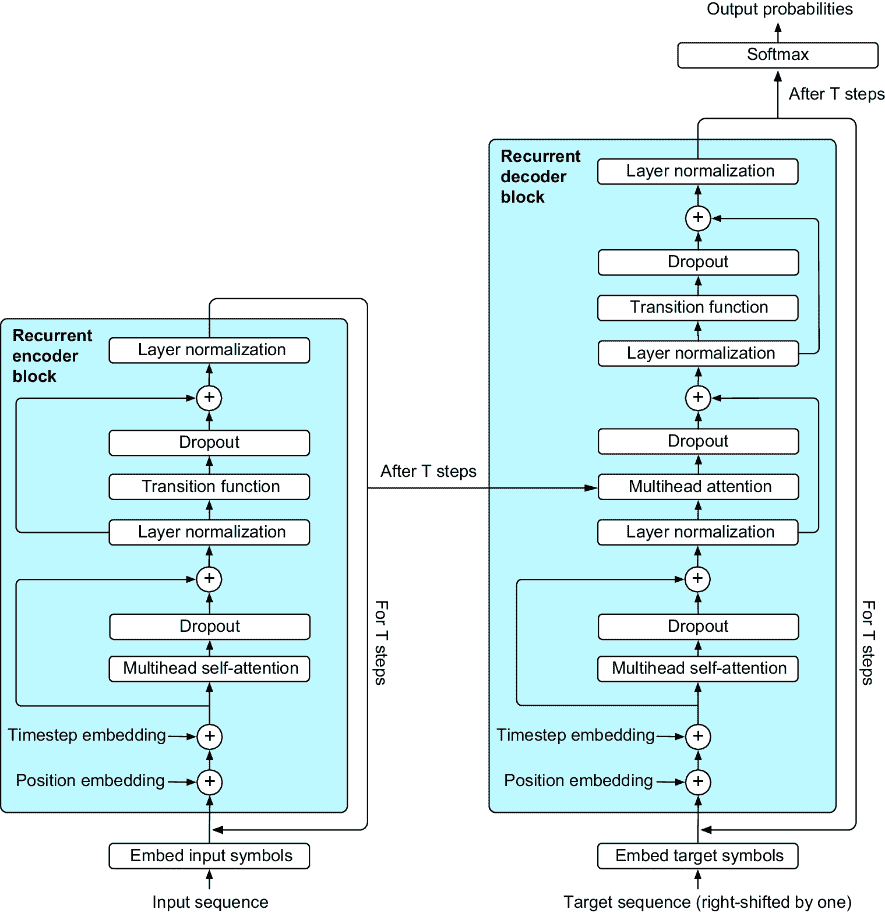 Output probabilities
Softmax
After T steps
Recurrent
decoder
block
Layer normalization
+
Dropout
Transition function
Layer normalization
+
Dropout
Multihead attention
Layer normalization
+
Dropout
Multihead self-attention
Timestep embedding
+
Position embedding
+
For T steps
Embed target symbols
Target sequence (right-shifted by one)
After T steps
Recurrent
encoder
block
Layer normalization
+
Dropout
Transition function
Layer normalization
+
Dropout
Multihead self-attention
Timestep embedding
+
Position embedding
+
For T steps
Embed input symbols
Input sequence